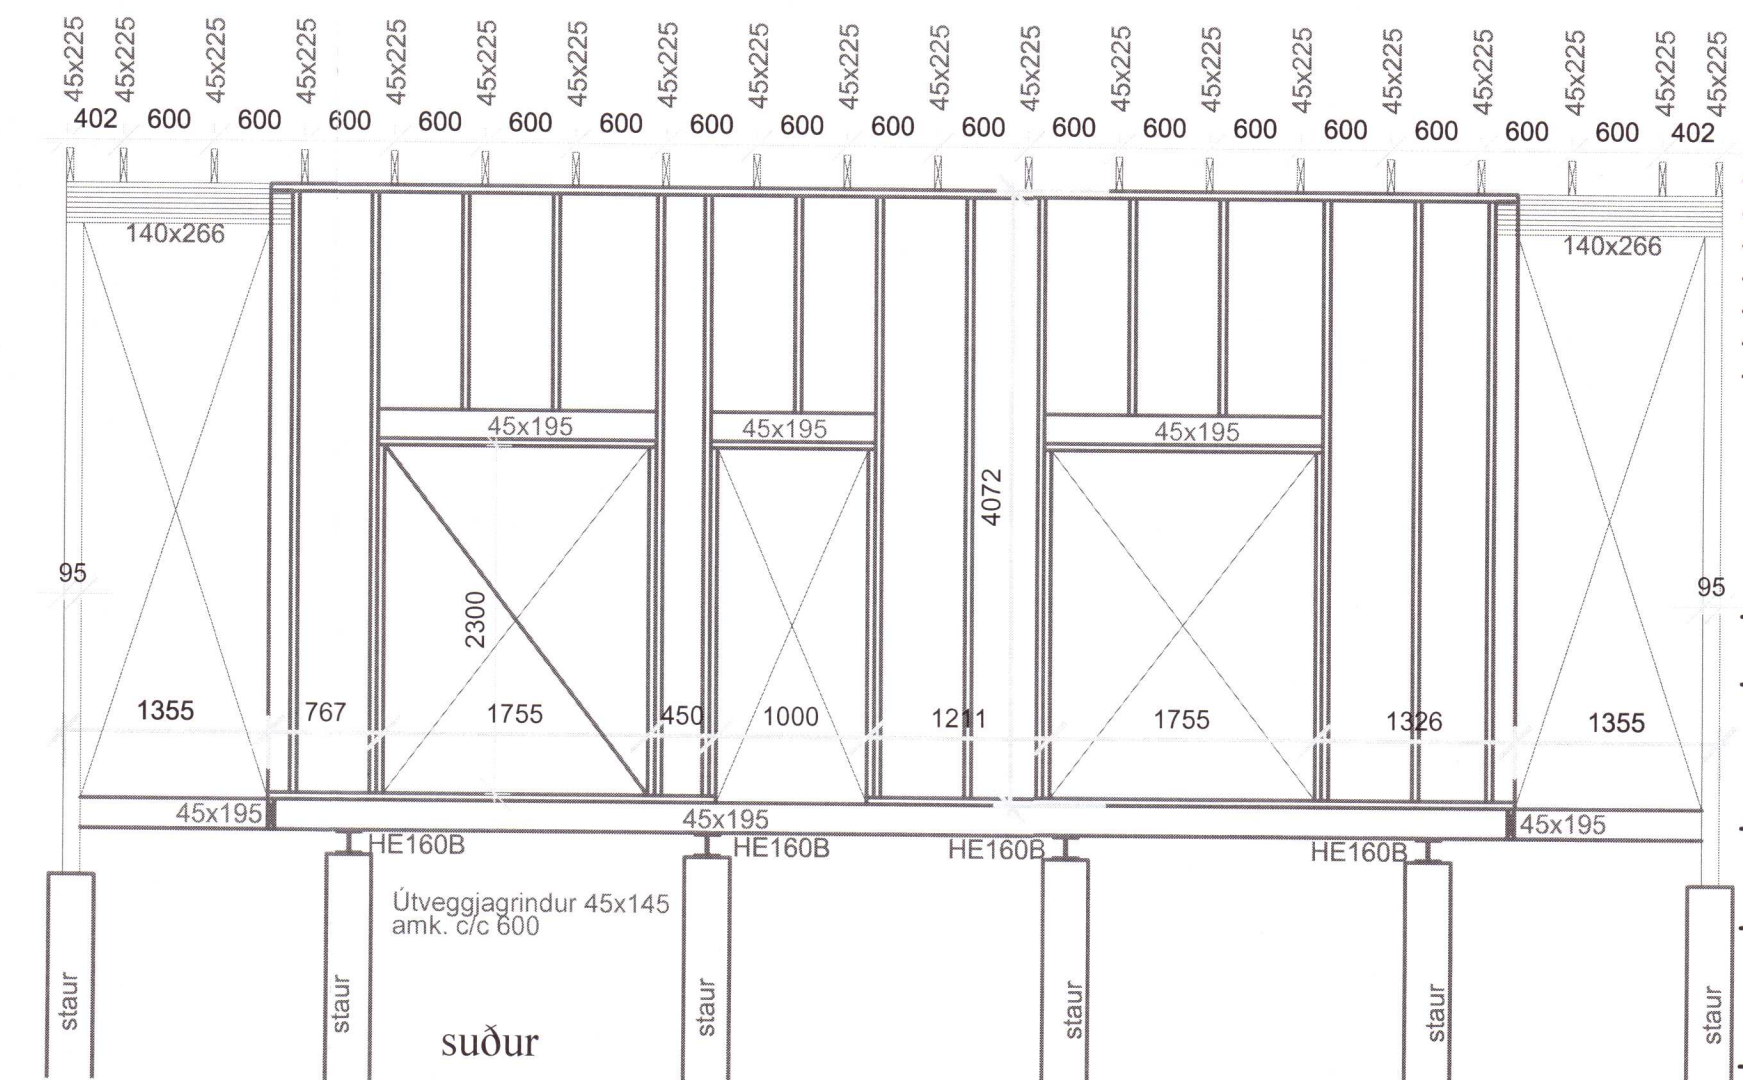 45x225 45x225 45x225 45x225 45x225 45x225 45x225 45x225 45x225 45x225 45x225 45x225 45x225 45x225 45x225 45x225 45x225 45x225 45x225 45x225
402 600 600 600 600 600 600 600 600 600 600 600 600 600 600 600 600 600 402
140x266 140x266
45x195 45x195 45x195
4072
95 2300 95
1355 767 1755 450 1000 1211 1755 1326 1355
45x195 45x195 45x195
HE160B HE160B HE160B HE160B
Útveggjagrindur 45x145
amk. c/c 600
staur staur staur staur staur staur
suður